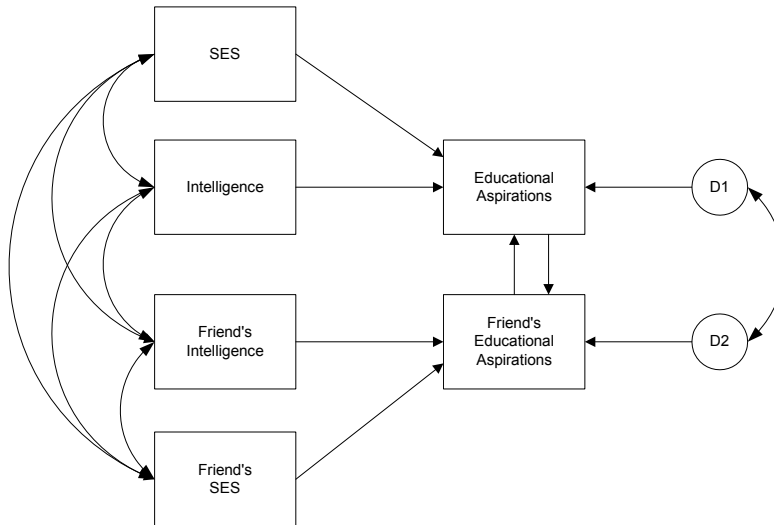 SES
Intelligence
Educational
Aspirations
D1
Friend's
Intelligence
Friend's
Educational
Aspirations
D2
Friend's
SES